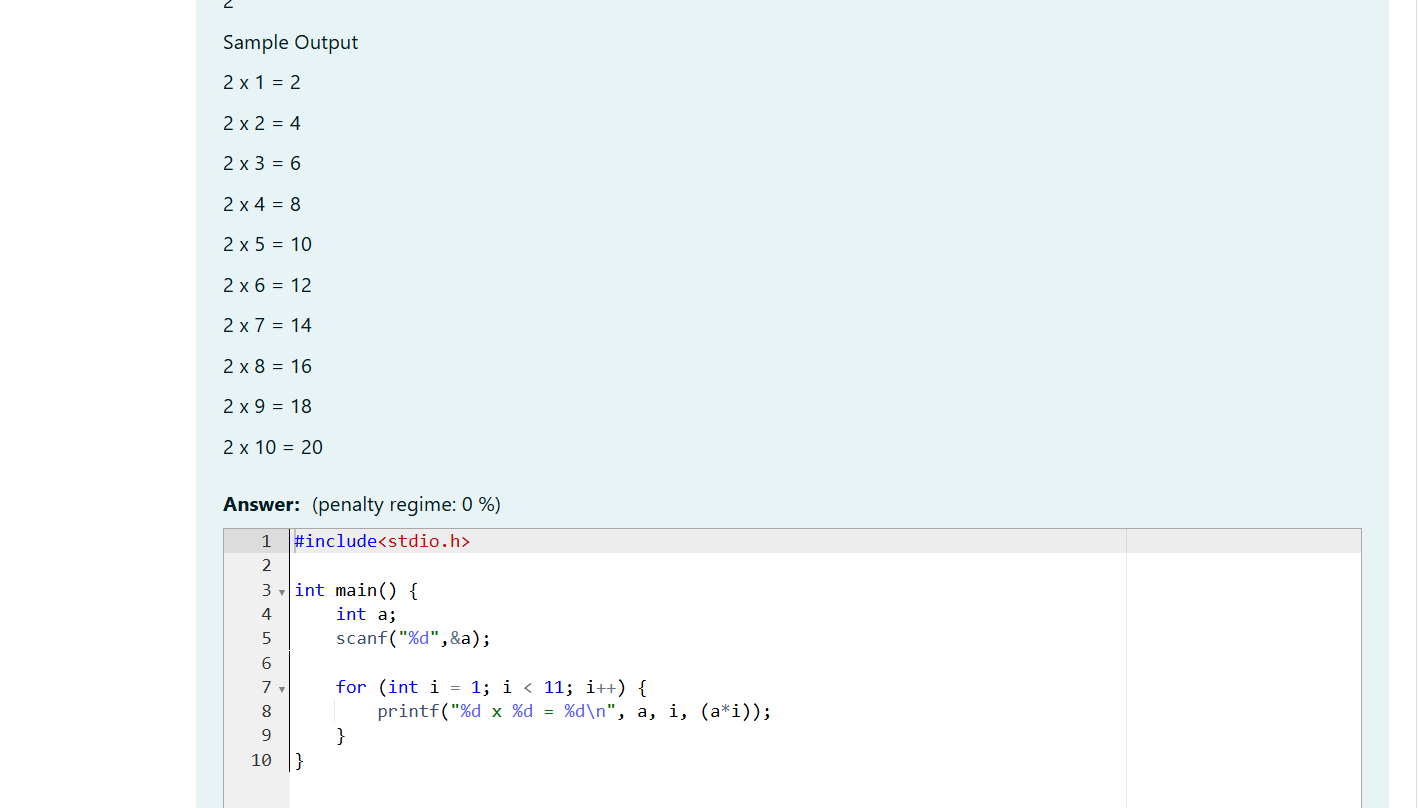 2
Sample Output
2 x 1 = 2
2 x 2 = 4
2 x 3 = 6
2 x 4 = 8
2 x 5 = 10
2 x 6 = 12
2 x 7 = 14
2 x 8 = 16
2 x 9 = 18
2 x 10 = 20
Answer: (penalty regime: 0 %)
1 #include<stdio.h>
2
3 int main() {
4     int a;
5     scanf("%d",&a);
6
7     for (int i = 1; i < 11; i++) {
8         printf("%d x %d = %d\n", a, i, (a*i));
9     }
10 }